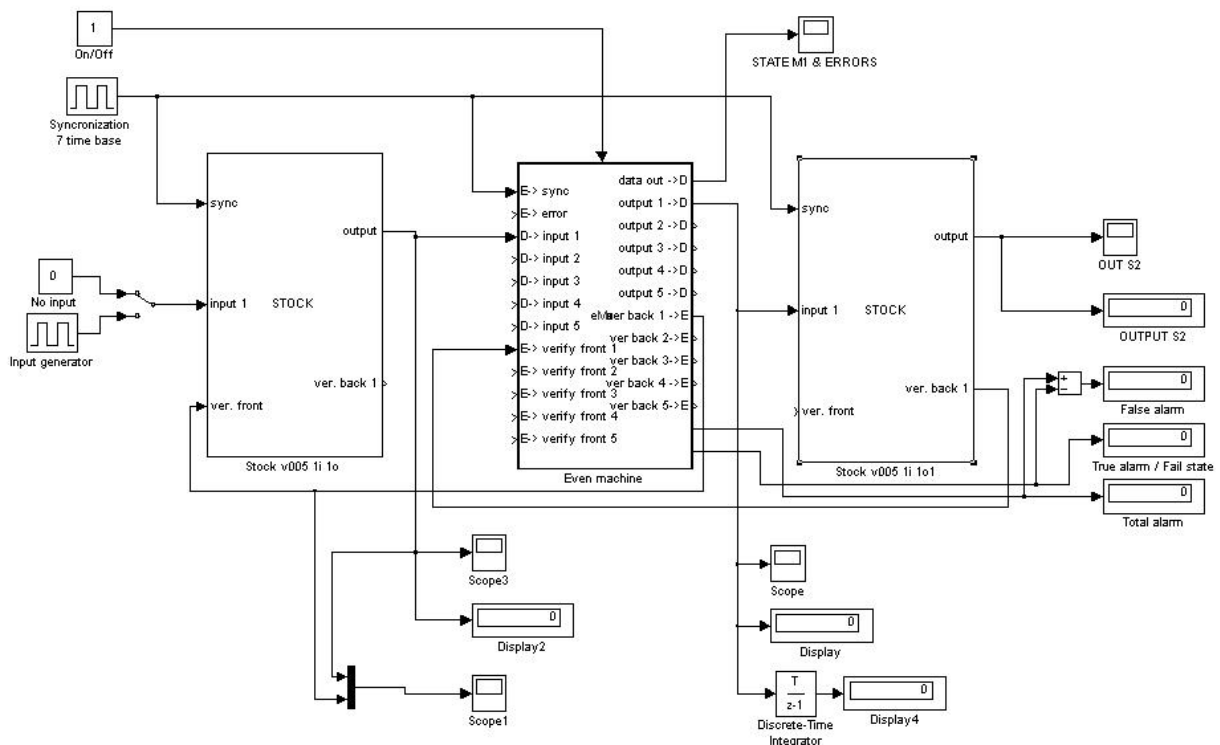 1
On/Off
STATE M1 & ERRORS
Syncronization
7 time base
sync
output
input 1
STOCK
ver. back 1
ver. front
Stock v005 1i 1o
0
No input
Input generator
E-> sync
E-> error
D-> input 1
D-> input 2
D-> input 3
D-> input 4
D-> input 5
E-> verify front 1
E-> verify front 2
E-> verify front 3
E-> verify front 4
E-> verify front 5
data out ->D
output 1 ->D
output 2 ->D
output 3 ->D
output 4 ->D
output 5 ->D
ver back 2->E
ver back 3->E
ver back 4->E
ver back 5->E
Even machine
sync
output
input 1
STOCK
ver. back 1
ver. front
Stock v005 1i 1o1
OUT S2
0
OUTPUT S2
+
−
0
False alarm
0
True alarm / Fail state
0
Total alarm
Scope3
0
Display2
Scope1
Scope
0
Display
T
z-1
Discrete-Time
Integrator
0
Display4